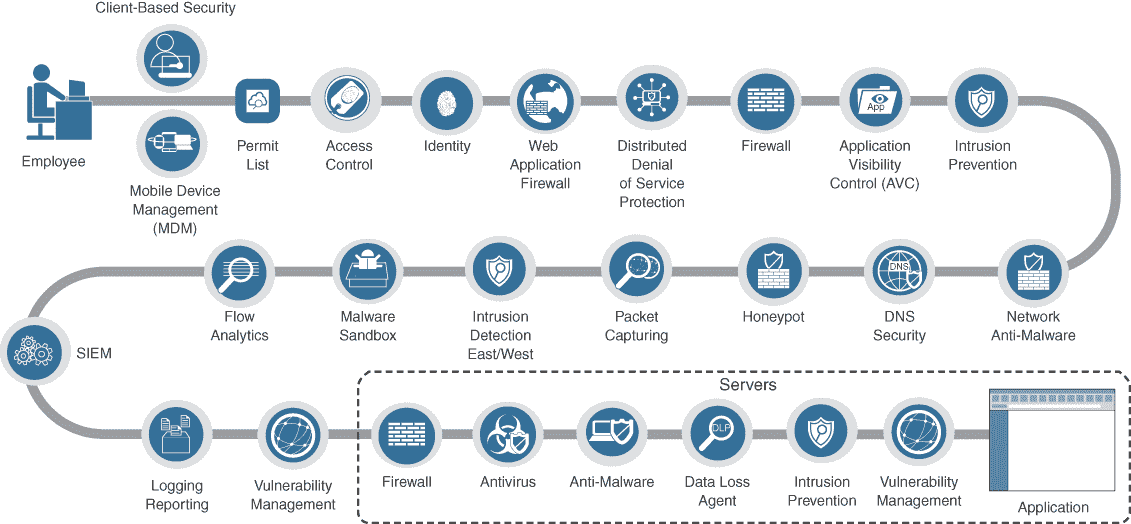 Client-Based Security
Employee
Mobile Device
Management
(MDM)
Permit
List
Access
Control
Identity
Web
Application
Firewall
Distributed
Denial
of Service
Protection
Firewall
App
Application
Visibility
Control (AVC)
Intrusion
Prevention
Flow
Analytics
Malware
Sandbox
Intrusion
Detection
East/West
Packet
Capturing
Honeypot
DNS
DNS
Security
Network
Anti-Malware
SIEM
Servers
Logging
Reporting
Vulnerability
Management
Firewall
Antivirus
Anti-Malware
DLP
Data Loss
Agent
Intrusion
Prevention
Vulnerability
Management
Application